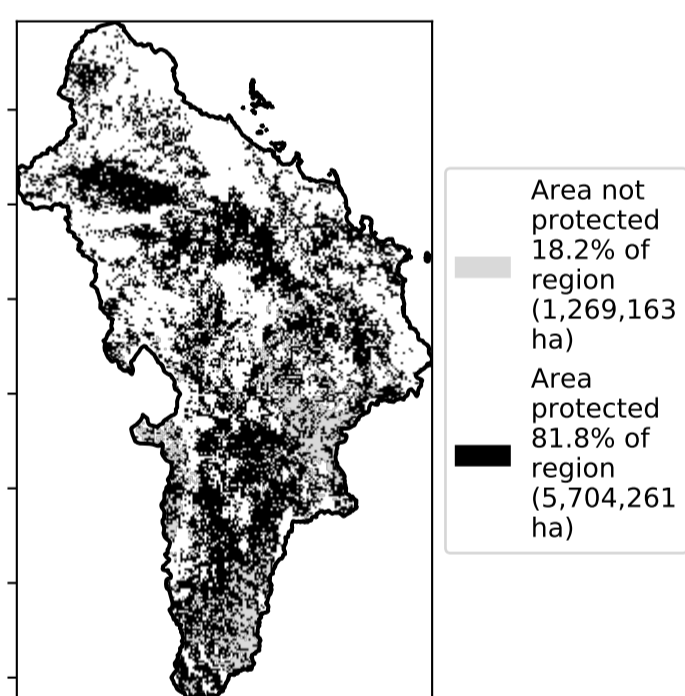 Area not
protected
18.2% of
region
(1,269,163
ha)
Area
protected
81.8% of
region
(5,704,261
ha)